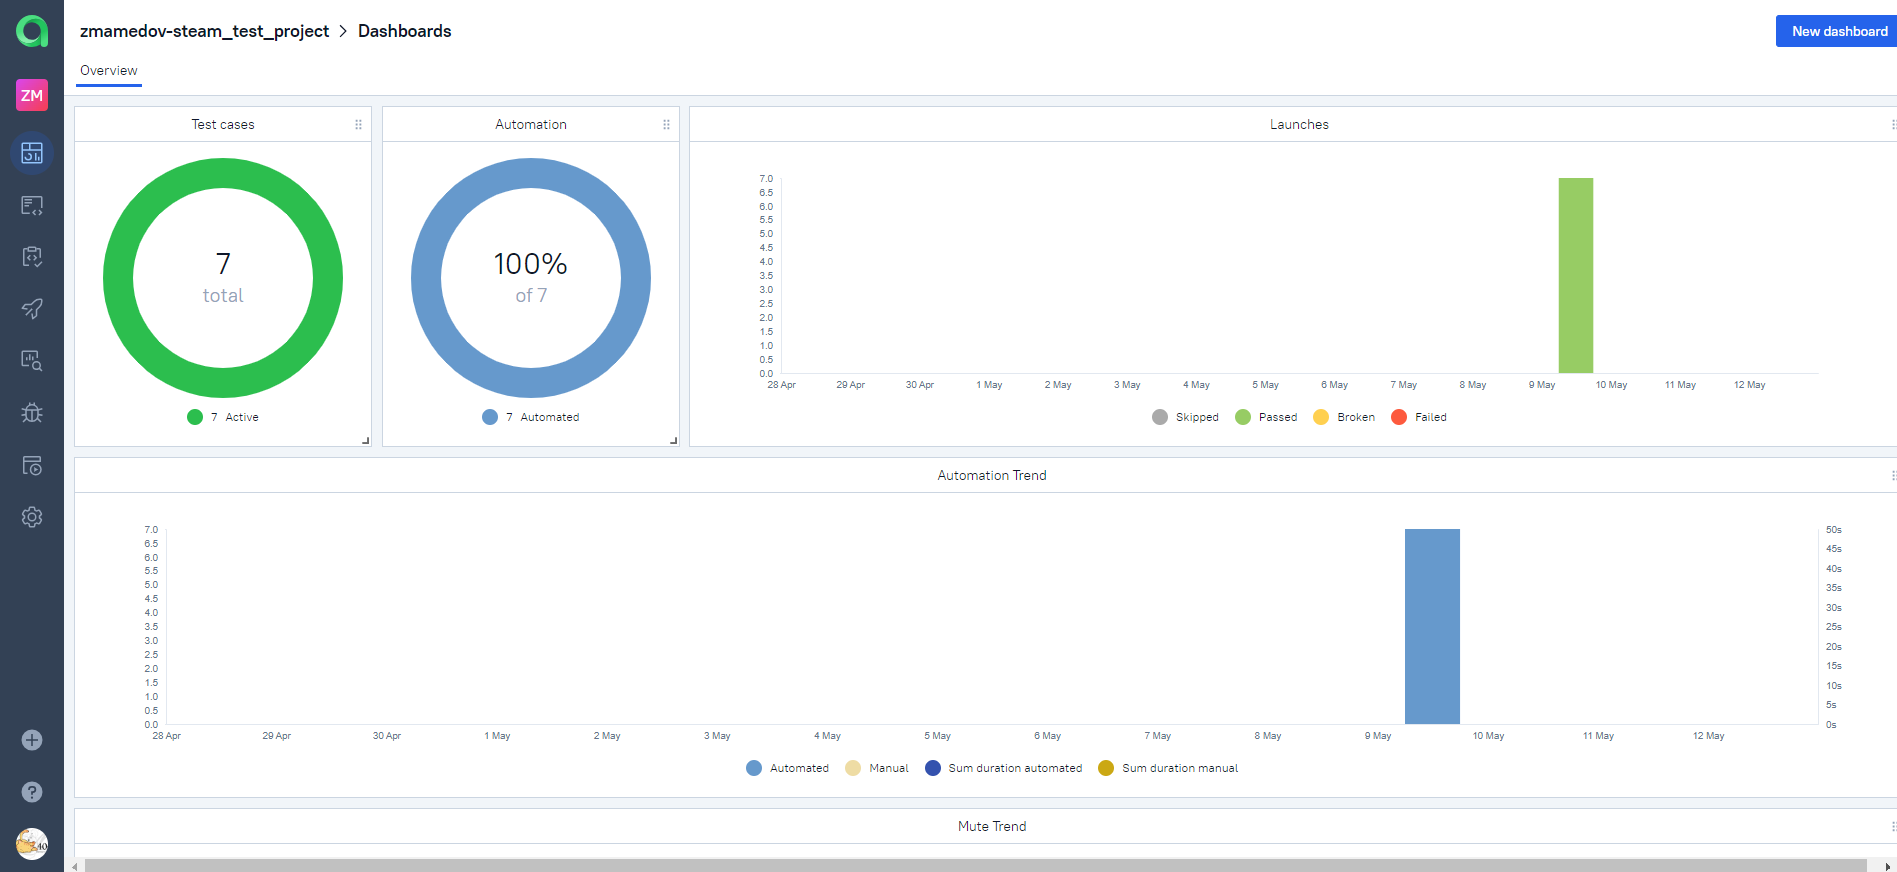 zmamedov-steam_test_project > Dashboards
New dashboard
Overview
ZM
Test cases
7
total
7 Active
Automation
100%
of 7
7 Automated
Launches
7.0
6.5
6.0
5.5
5.0
4.5
4.0
3.5
3.0
2.5
2.0
1.5
1.0
0.5
0.0
28 Apr 29 Apr 30 Apr 1 May 2 May 3 May 4 May 5 May 6 May 7 May 8 May 9 May 10 May 11 May 12 May
Skipped Passed Broken Failed
Automation Trend
7.0
6.5
6.0
5.5
5.0
4.5
4.0
3.5
3.0
2.5
2.0
1.5
1.0
0.5
0.0
50s
45s
40s
35s
30s
25s
20s
15s
10s
5s
0s
28 Apr 29 Apr 30 Apr 1 May 2 May 3 May 4 May 5 May 6 May 7 May 8 May 9 May 10 May 11 May 12 May
Automated Manual Sum duration automated Sum duration manual
Mute Trend